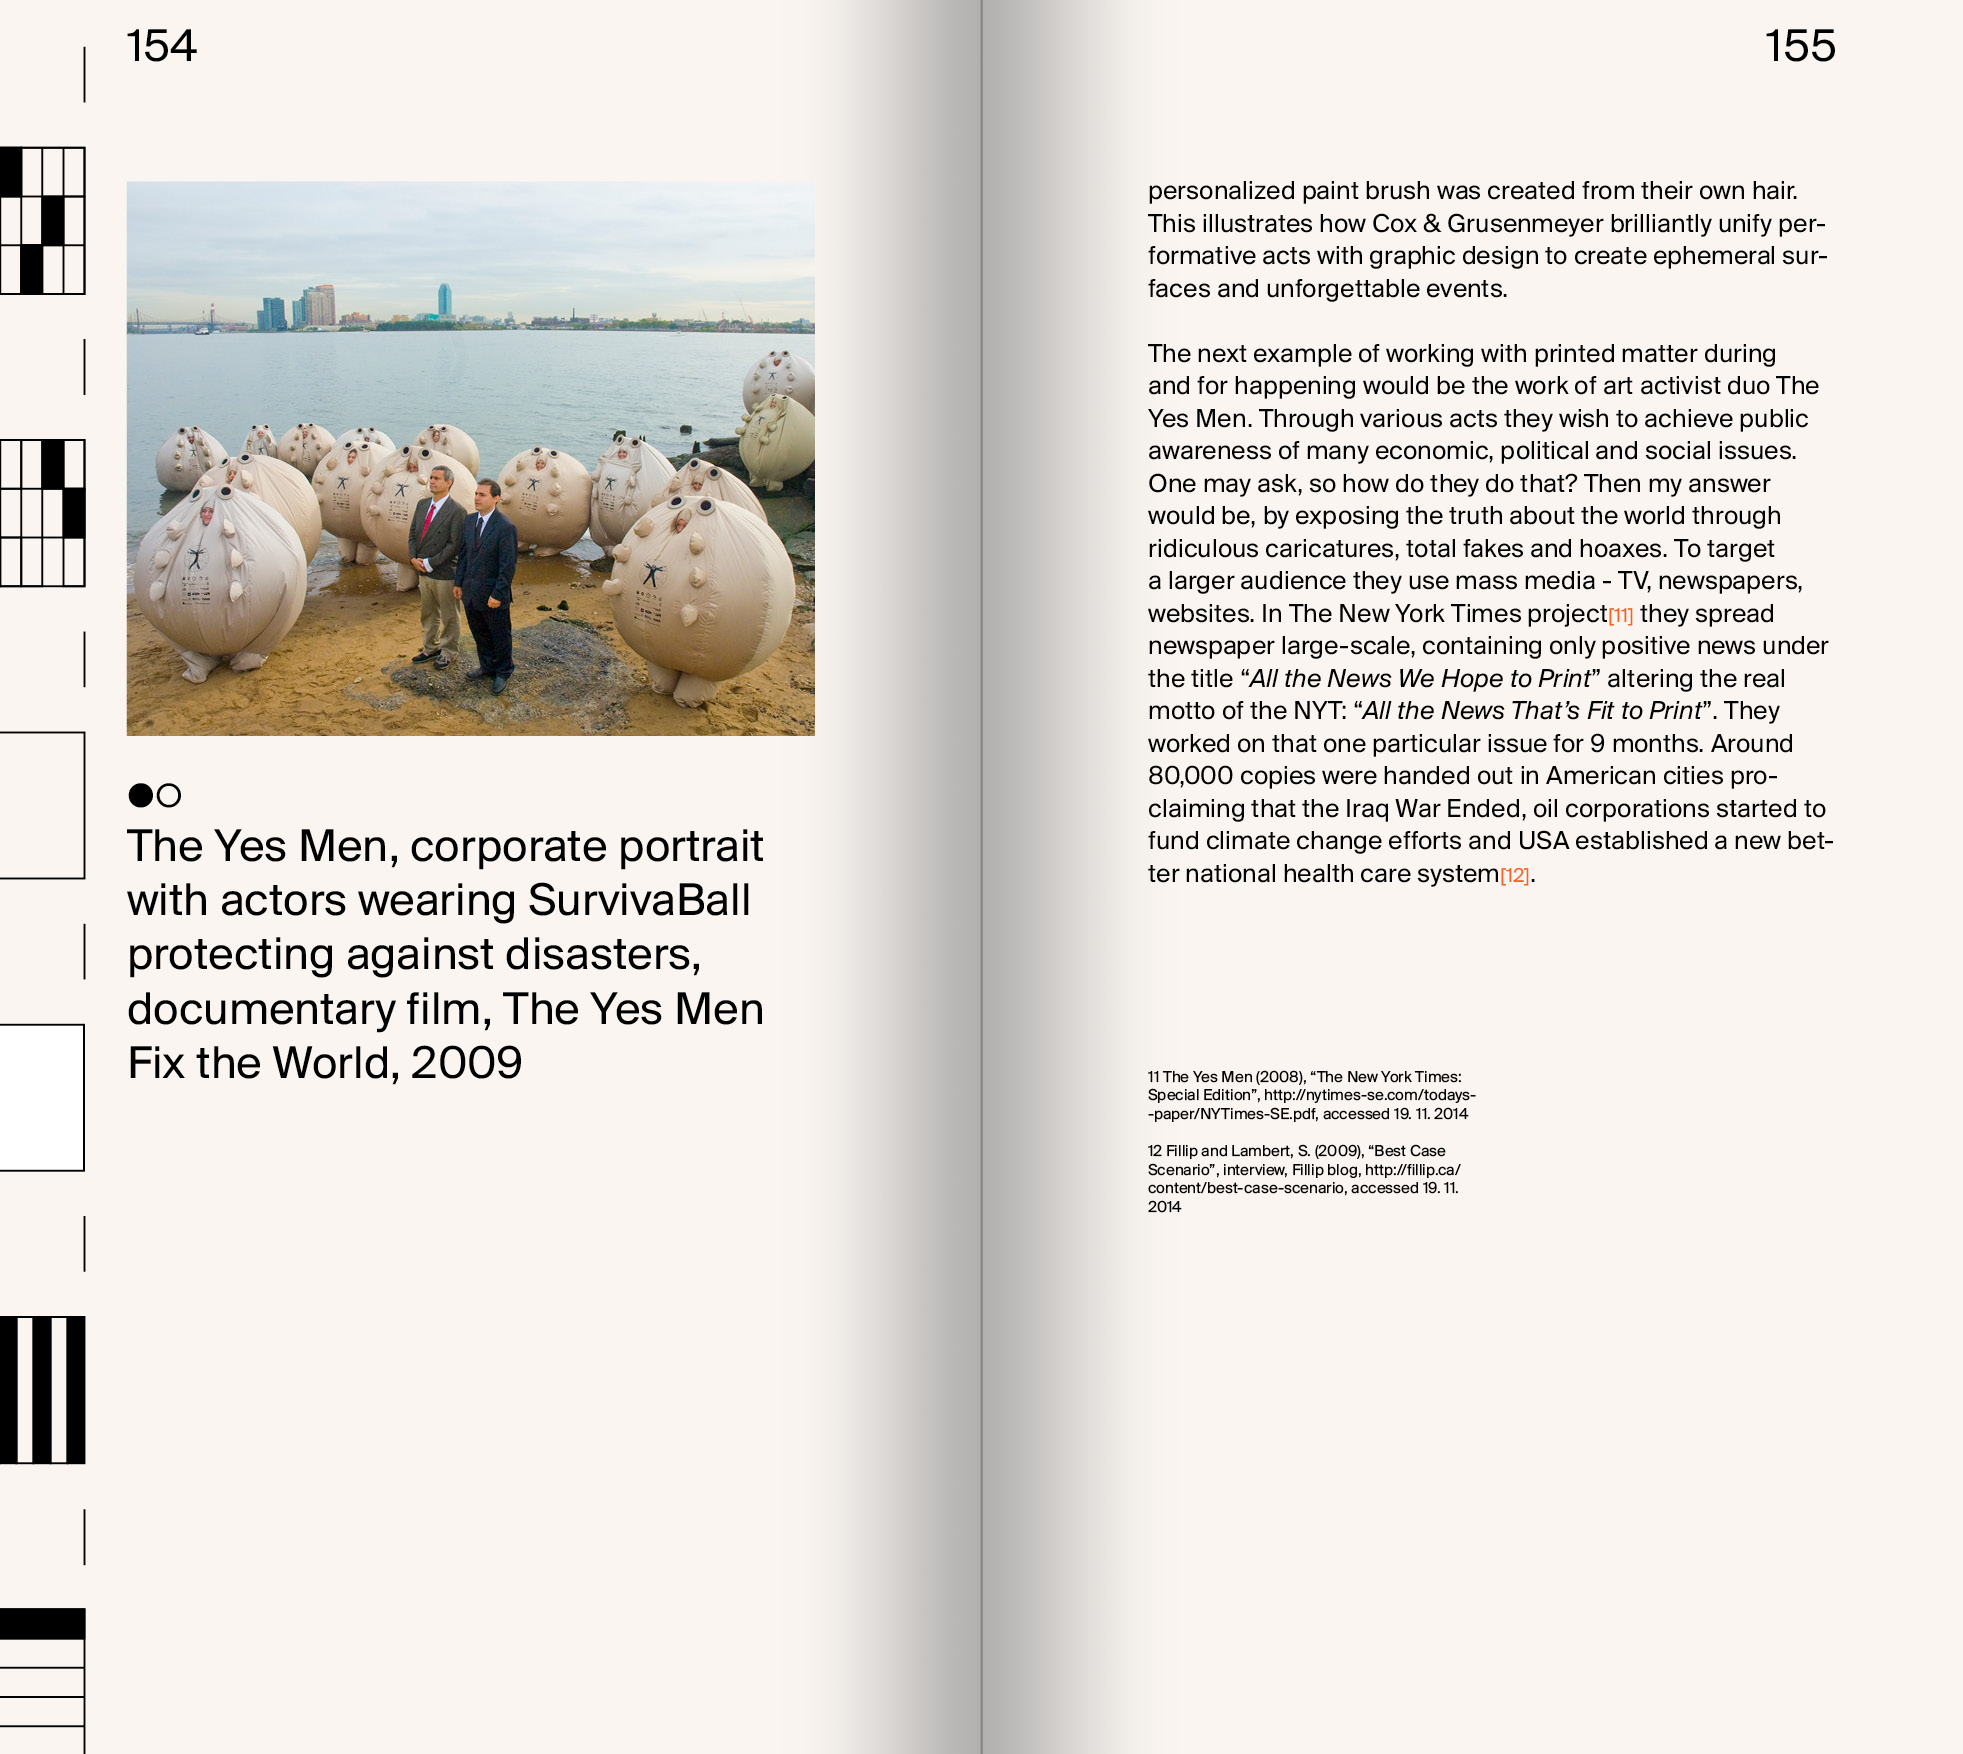 154
The Yes Men, corporate portrait
with actors wearing SurvivaBall
protecting against disasters,
documentary film, The Yes Men
Fix the World, 2009
155
personalized paint brush was created from their own hair.
This illustrates how Cox & Grusenmeyer brilliantly unify per-
formative acts with graphic design to create ephemeral sur-
faces and unforgettable events.
The next example of working with printed matter during
and for happening would be the work of art activist duo The
Yes Men. Through various acts they wish to achieve public
awareness of many economic, political and social issues.
One may ask, so how do they do that? Then my answer
would be, by exposing the truth about the world through
ridiculous caricatures, total fakes and hoaxes. To target
a larger audience they use mass media - TV, newspapers,
websites. In The New York Times project[11] they spread
newspaper large-scale, containing only positive news under
the title “All the News We Hope to Print” altering the real
motto of the NYT: “All the News That’s Fit to Print”. They
worked on that one particular issue for 9 months. Around
80,000 copies were handed out in American cities pro-
claiming that the Iraq War Ended, oil corporations started to
fund climate change efforts and USA established a new bet-
ter national health care system[12].
11 The Yes Men (2008), “The New York Times:
Special Edition”, http://nytimes-se.com/todays-
-paper/NYTimes-SE.pdf, accessed 19. 11. 2014
12 Fillip and Lambert, S. (2009), “Best Case
Scenario”, interview, Fillip blog, http://fillip.ca/
content/best-case-scenario, accessed 19. 11.
2014